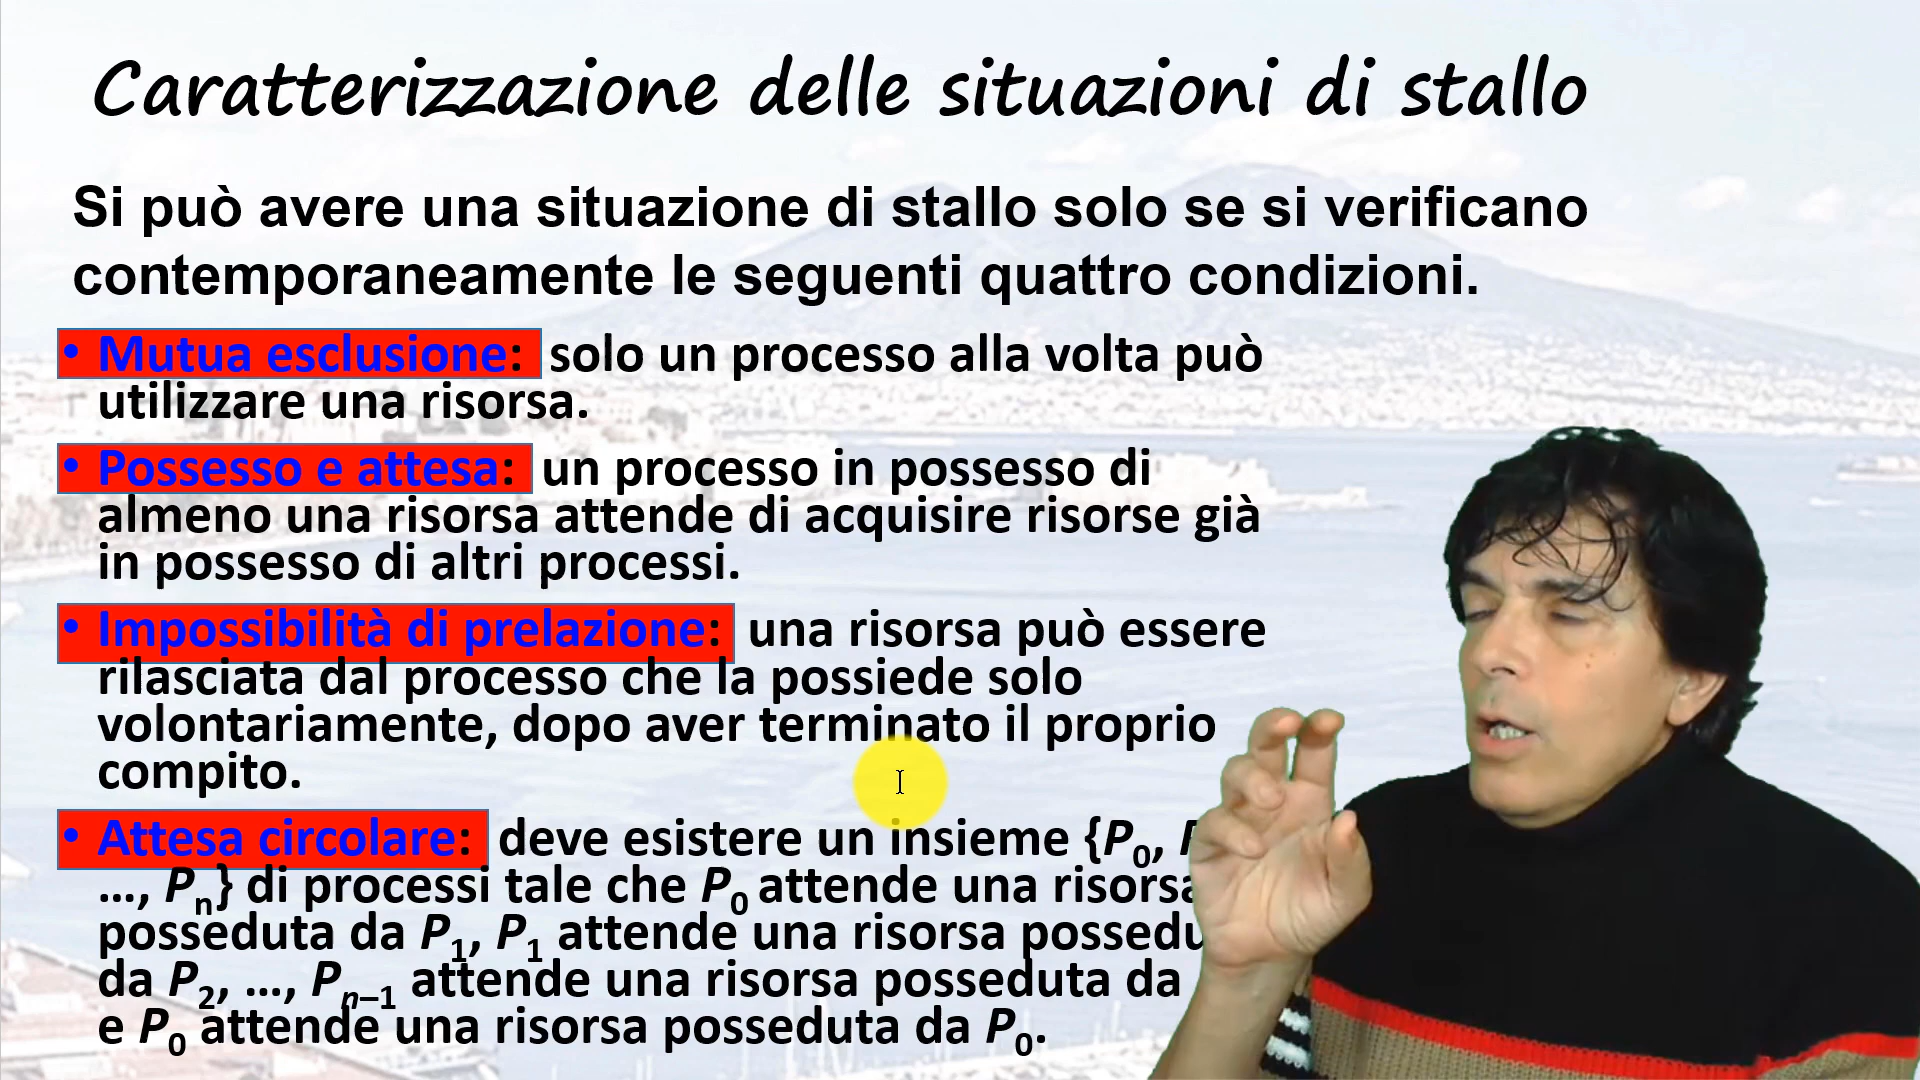 Caratterizzazione delle situazioni di stallo
Si può avere una situazione di stallo solo se si verificano
contemporaneamente le seguenti quattro condizioni.
• Mutua esclusione: solo un processo alla volta può
utilizzare una risorsa.
• Possesso e attesa: un processo in possesso di
almeno una risorsa attende di acquisire risorse già
in possesso di altri processi.
• Impossibilità di prelazione: una risorsa può essere
rilasciata dal processo che la possiede solo
volontariamente, dopo aver terminato il proprio
compito.
• Attesa circolare: deve esistere un insieme {P0,
…, Pn} di processi tale che P0 attende una risorsa
posseduta da P1, P1 attende una risorsa
da P2, …, Pn–1 attende una risorsa posseduta da
e P0 attende una risorsa posseduta da P0.